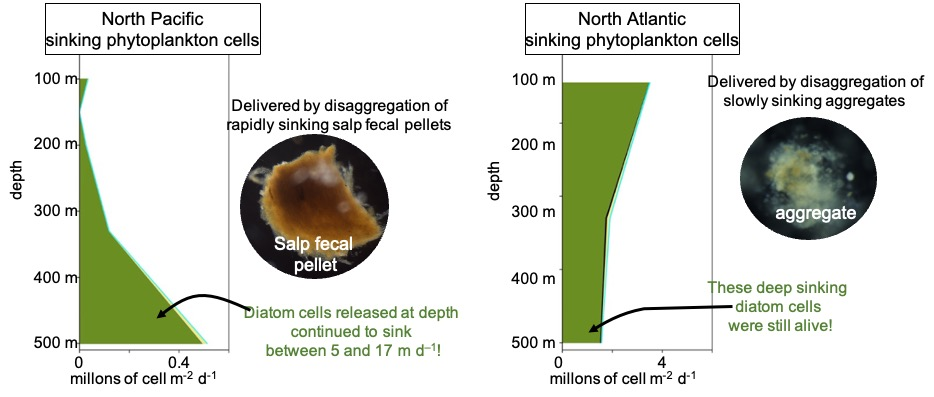 North Pacific
sinking phytoplankton cells
100 m
200 m
300 m
400 m
500 m
depth
0
0.4
millons of cell m-2 d-1
Delivered by disaggregation of
rapidly sinking salp fecal pellets
Salp fecal
pellet
Diatom cells released at depth
continued to sink
between 5 and 17 m d–1!
North Atlantic
sinking phytoplankton cells
100 m
200 m
300 m
400 m
500 m
depth
0
4
millons of cell m-2 d-1
Delivered by disaggregation of
slowly sinking aggregates
aggregate
These deep sinking
diatom cells
were still alive!